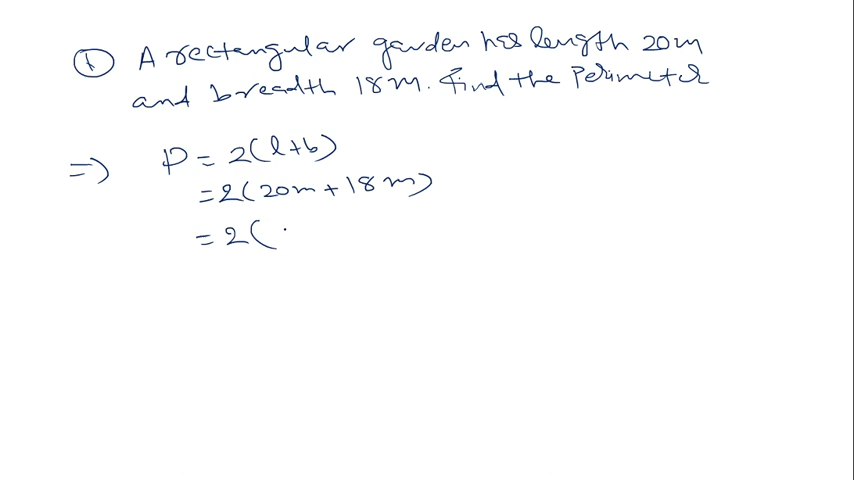 ① A rectangular garden has length 20m
and breadth 18m. Find the Perimeter
=> P = 2(l+b)
= 2(20m + 18m)
= 2(